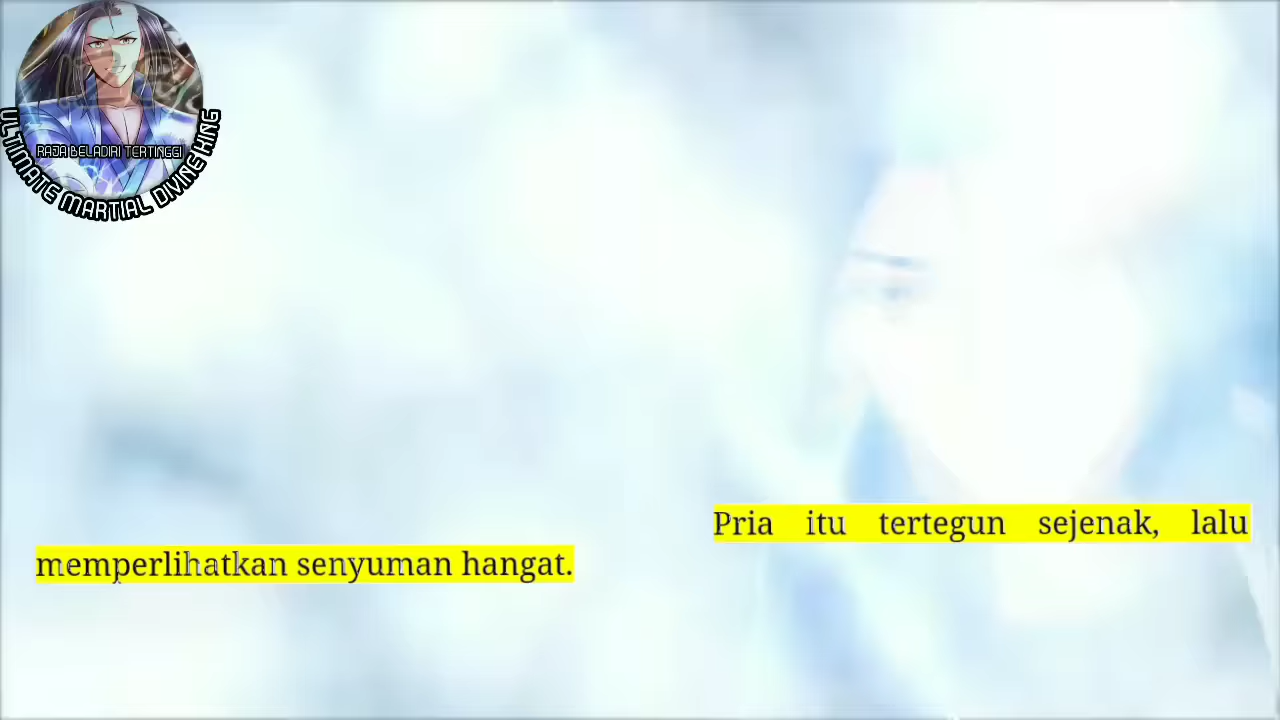 RAJA BELADIRI TERTINGGI
ULTIMATE MARTIAL DIVINE KING
Pria itu tertegun sejenak, lalu
memperlihatkan senyuman hangat.